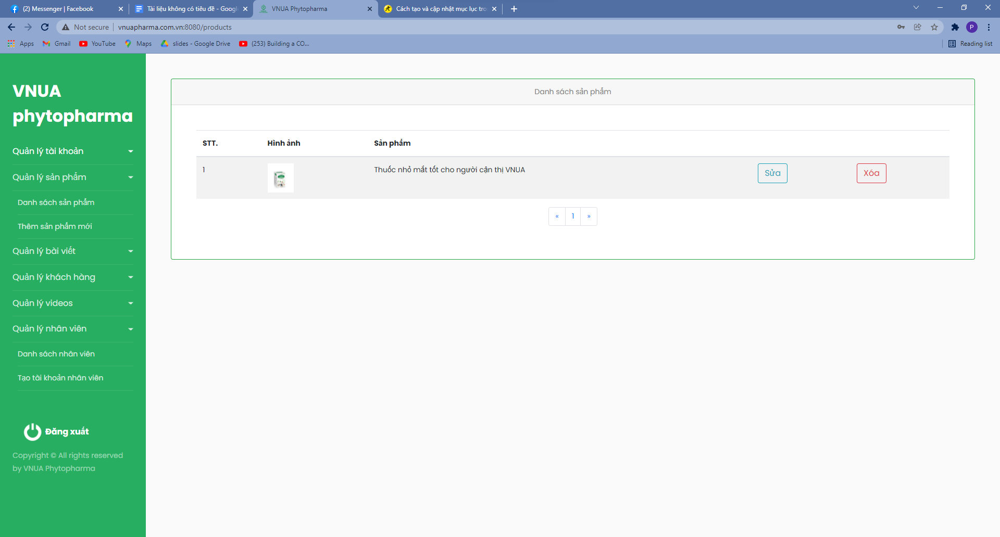 (2) Messenger | Facebook
Tài liệu không có tiêu đề - Googl
VNUA Phytopharma
Cách tạo và cập nhật mục lục tro
Not secure
vnuapharma.com.vn:8080/products
P
Apps
Gmail
YouTube
Maps
slides - Google Drive
(253) Building a CO...
Reading list
VNUA
phytopharma
Quản lý tài khoản
Quản lý sản phẩm
Danh sách sản phẩm
Thêm sản phẩm mới
Quản lý bài viết
Quản lý khách hàng
Quản lý videos
Quản lý nhân viên
Danh sách nhân viên
Tạo tài khoản nhân viên
Đăng xuất
Copyright © All rights reserved
by VNUA Phytopharma
Danh sách sản phẩm
STT. Hình ảnh Sản phẩm
1 Thuốc nhỏ mắt tốt cho người cận thị VNUA Sửa Xóa
« 1 »